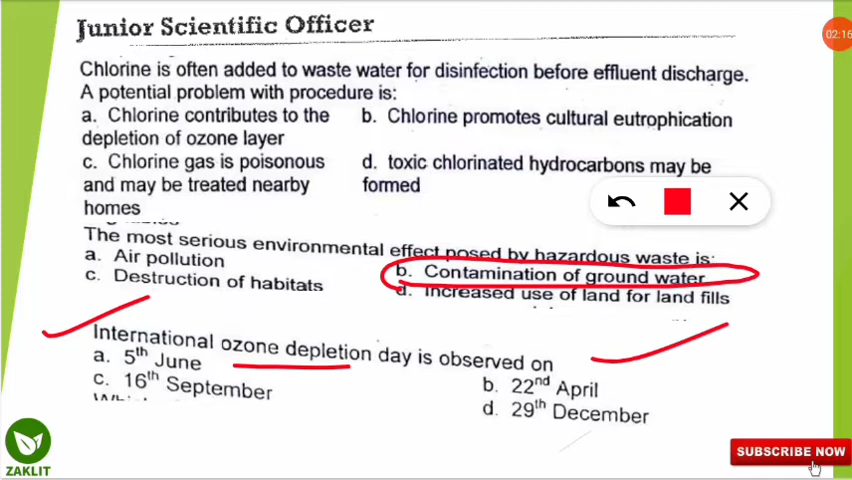 Junior Scientific Officer
02:16
Chlorine is often added to waste water for disinfection before effluent discharge.
A potential problem with procedure is:
a. Chlorine contributes to the depletion of ozone layer
b. Chlorine promotes cultural eutrophication
c. Chlorine gas is poisonous and may be treated nearby homes
d. toxic chlorinated hydrocarbons may be formed
The most serious environmental effect posed by hazardous waste is:
a. Air pollution
b. Contamination of ground water
c. Destruction of habitats
d. Increased use of land for land fills
International ozone depletion day is observed on
a. 5th June
b. 22nd April
c. 16th September
d. 29th December
ZAKLIT
SUBSCRIBE NOW